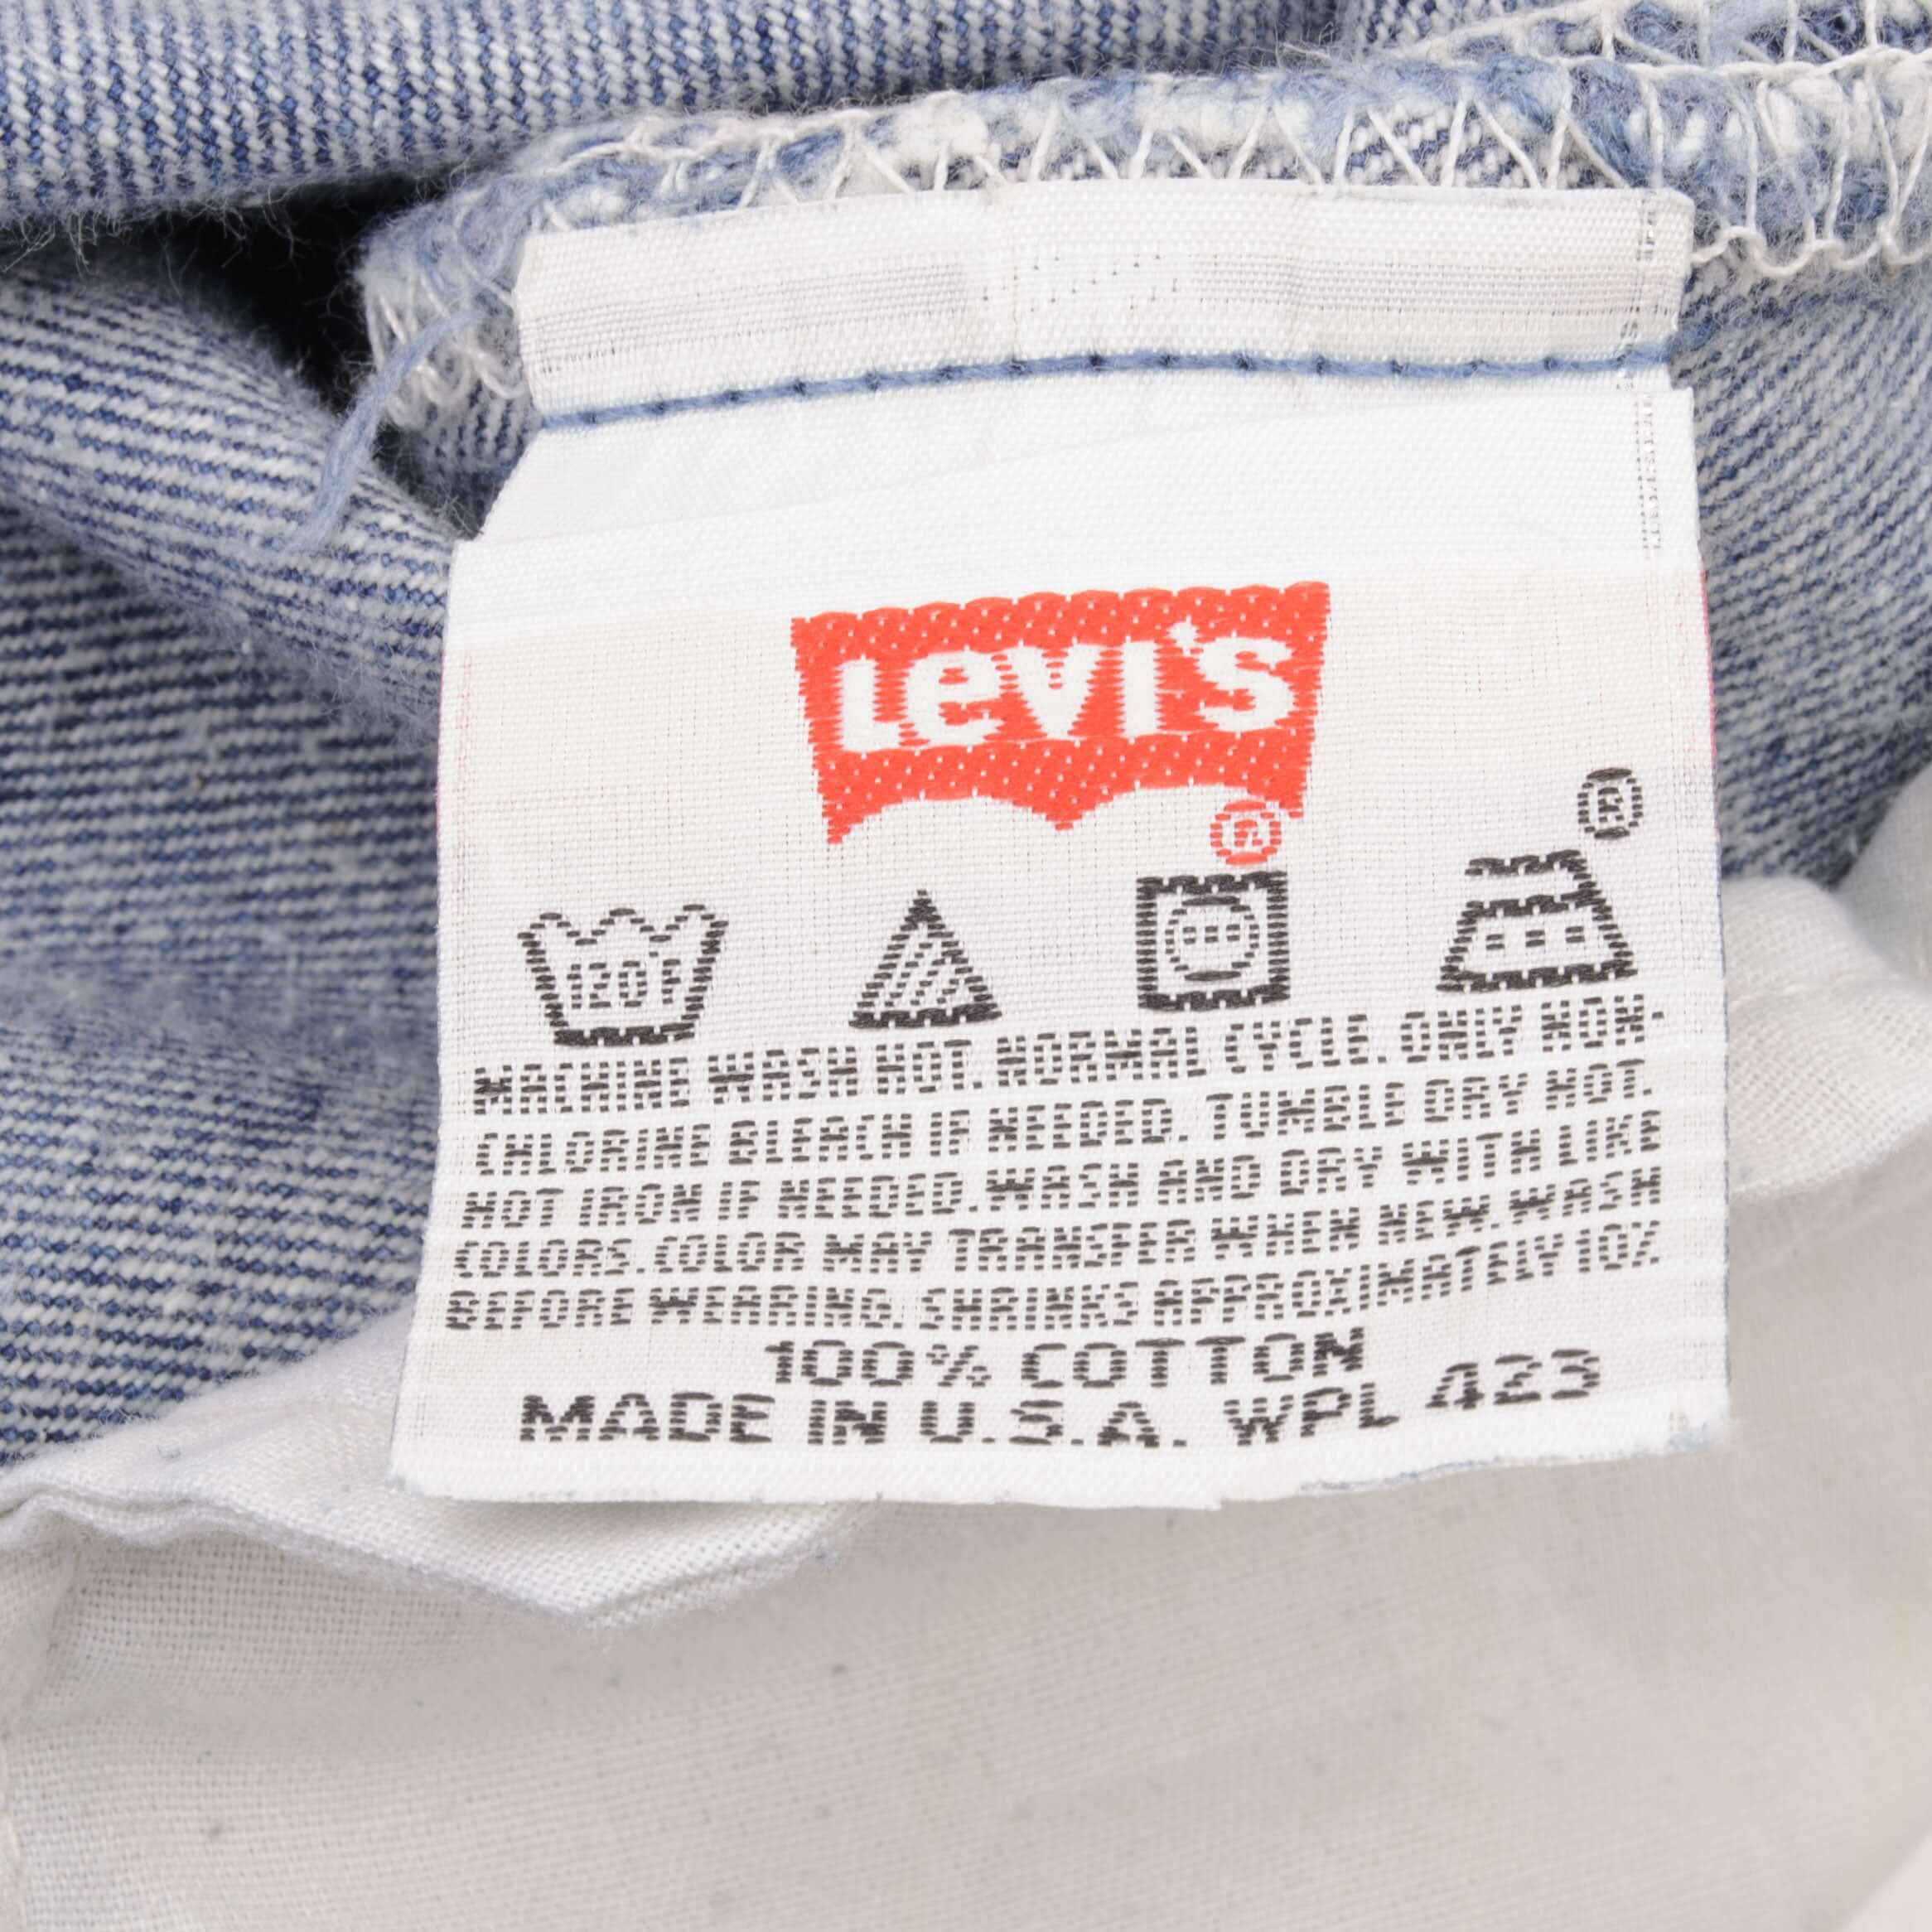 Levi's
®
®
120°F
MACHINE WASH HOT. NORMAL CYCLE. ONLY NON-
CHLORINE BLEACH IF NEEDED. TUMBLE DRY HOT.
HOT IRON IF NEEDED. WASH AND DRY WITH LIKE
COLORS. COLOR MAY TRANSFER WHEN NEW. WASH
BEFORE WEARING. SHRINKS APPROXIMATELY 10%
100% COTTON
MADE IN U.S.A. WPL 423